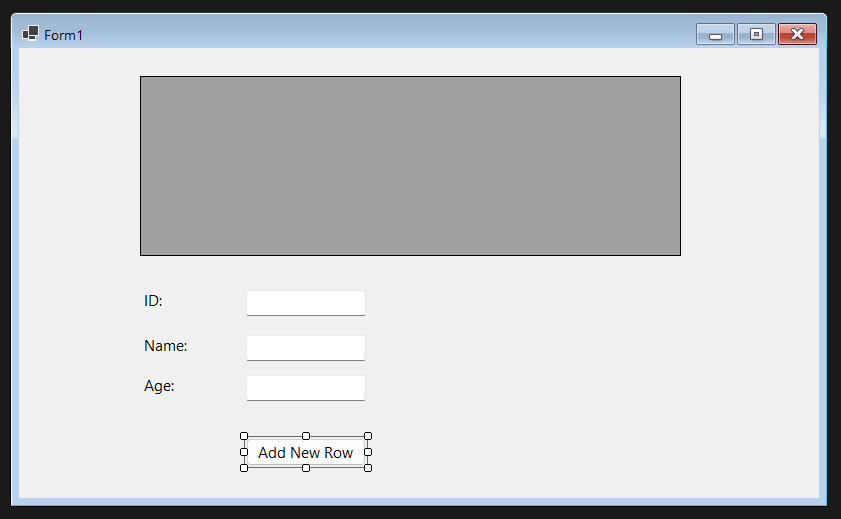 Form1
ID:
Name:
Age:
Add New Row